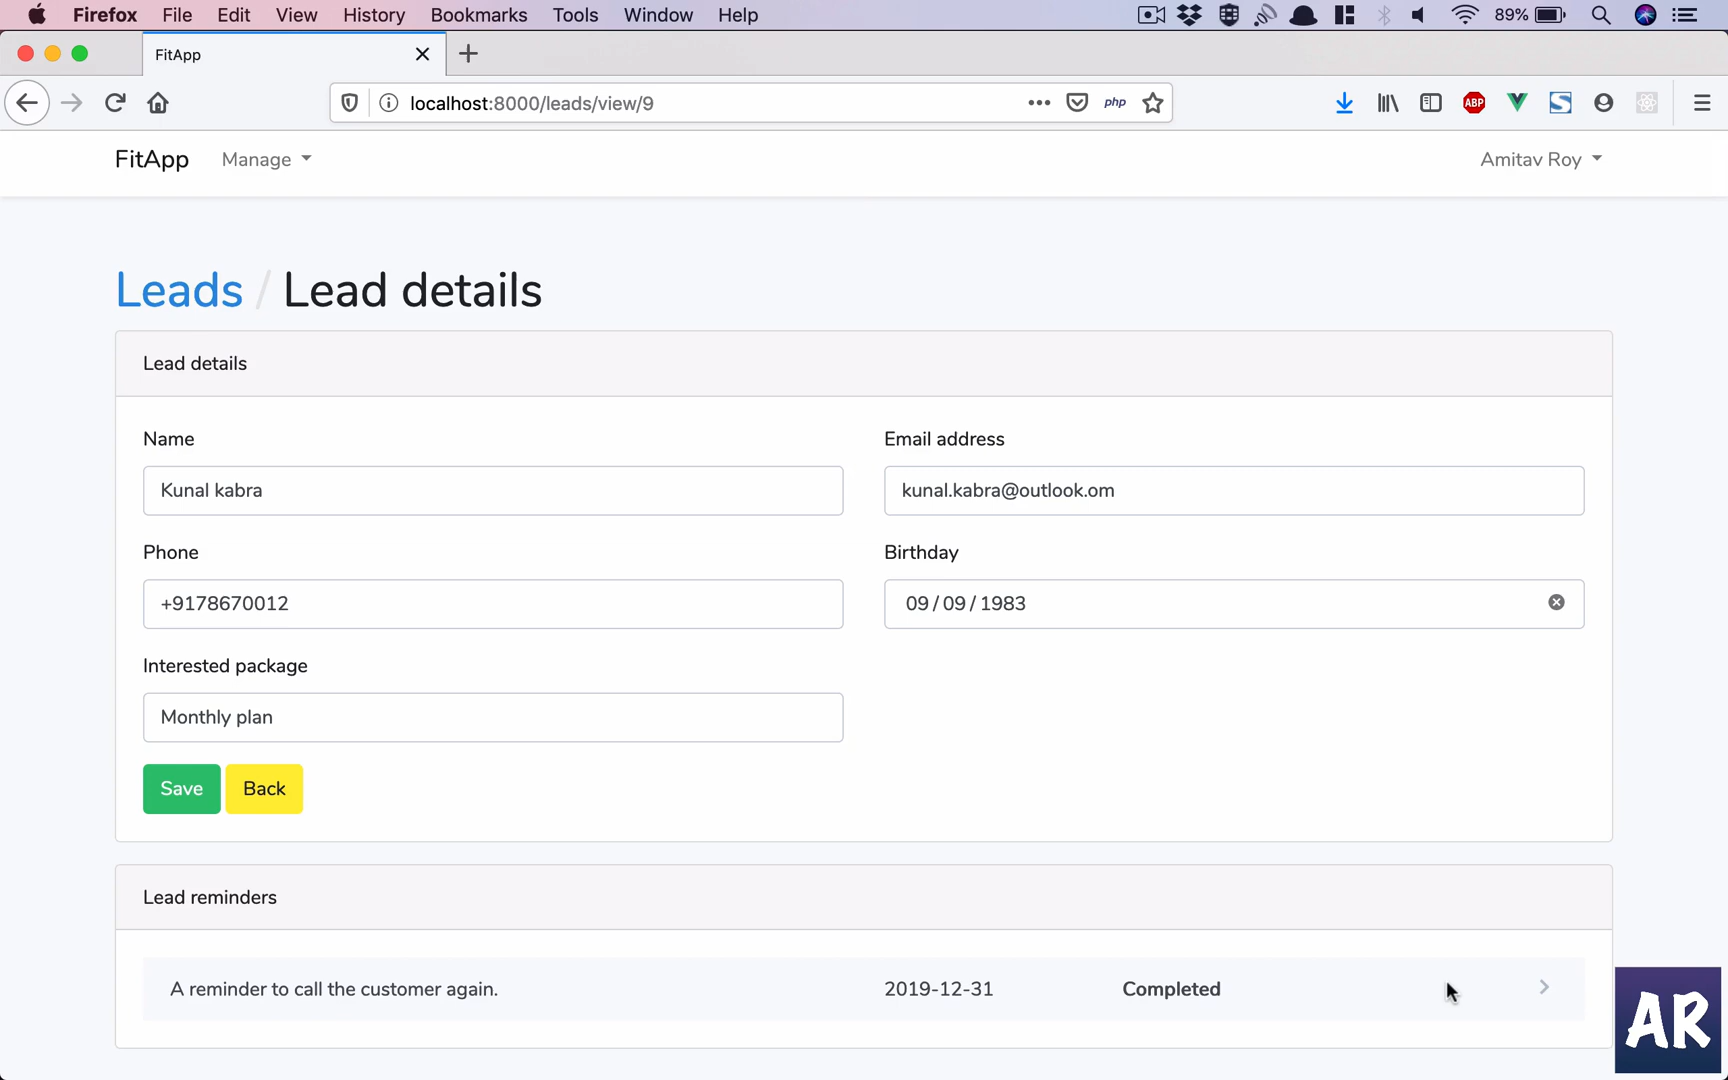 Firefox File Edit View History Bookmarks Tools Window Help 89%
FitApp
localhost:8000/leads/view/9 php ABP
FitApp Manage Amitav Roy
Leads / Lead details
Lead details
Name Email address
Kunal kabra kunal.kabra@outlook.om
Phone Birthday
+9178670012 09/09/1983
Interested package
Monthly plan
Save Back
Lead reminders
A reminder to call the customer again. 2019-12-31 Completed
AR